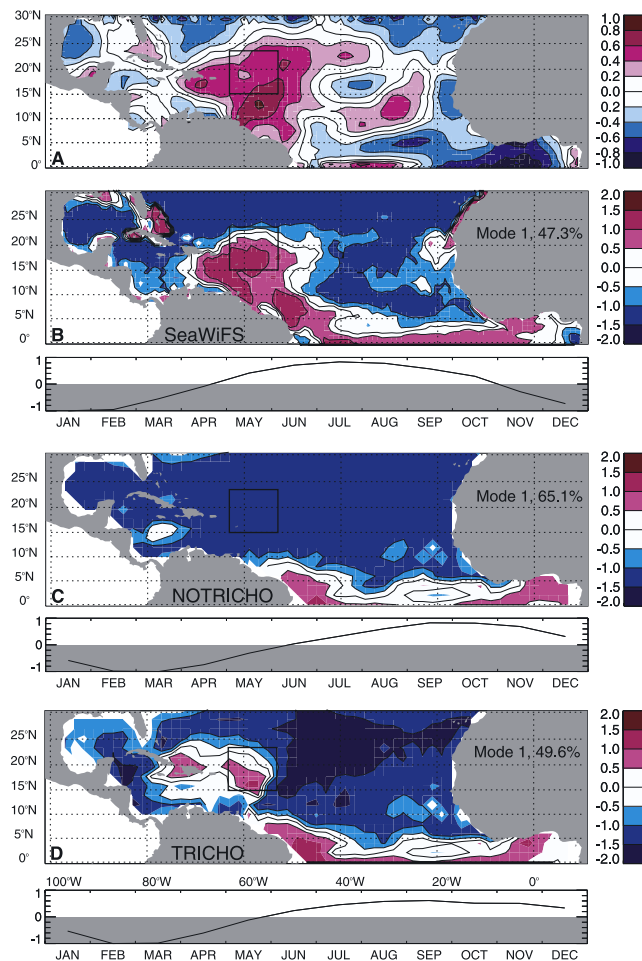 30°N
25°N
20°N
15°N
10°N
5°N
0°
A
1.0
0.8
0.6
0.4
0.2
0.0
-0.2
-0.4
-0.6
-0.8
-1.0
25°N
20°N
15°N
10°N
5°N
0°
Mode 1, 47.3%
B
SeaWiFS
2.0
1.5
1.0
0.5
0.0
-0.5
-1.0
-1.5
-2.0
1
0
-1
JAN FEB MAR APR MAY JUN JUL AUG SEP OCT NOV DEC
25°N
20°N
15°N
10°N
5°N
0°
Mode 1, 65.1%
C
NOTRICHO
2.0
1.5
1.0
0.5
0.0
-0.5
-1.0
-1.5
-2.0
1
0
-1
JAN FEB MAR APR MAY JUN JUL AUG SEP OCT NOV DEC
25°N
20°N
15°N
10°N
5°N
0°
Mode 1, 49.6%
D
TRICHO
2.0
1.5
1.0
0.5
0.0
-0.5
-1.0
-1.5
-2.0
100°W 80°W 60°W 40°W 20°W 0°
1
0
-1
JAN FEB MAR APR MAY JUN JUL AUG SEP OCT NOV DEC